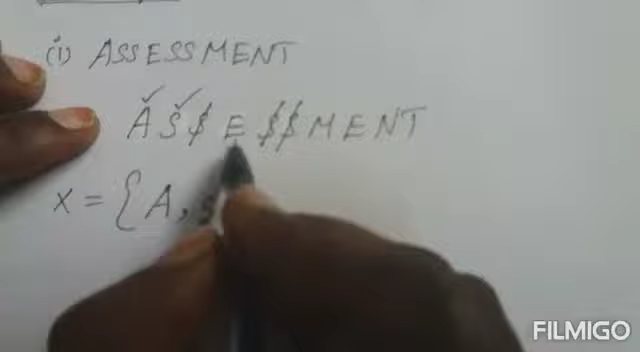 (i) ASSESSMENT
ASSESSMENT
X = {A, S
FILMIGO